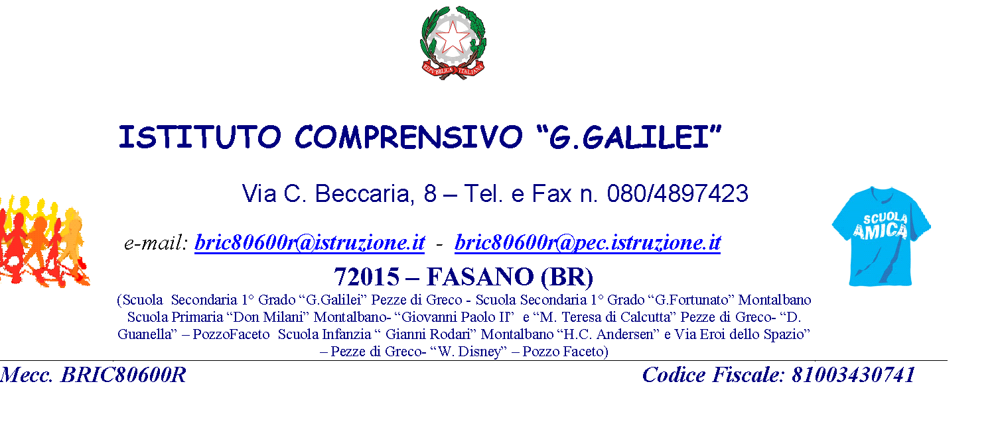 REPVBBLICA ITALIANA
ISTITUTO COMPRENSIVO “G.GALILEI”
Via C. Beccaria, 8 – Tel. e Fax n. 080/4897423
SCUOLA
AMICA
e-mail: bric80600r@istruzione.it - bric80600r@pec.istruzione.it
72015 – FASANO (BR)
(Scuola Secondaria 1° Grado “G.Galilei” Pezze di Greco - Scuola Secondaria 1° Grado “G.Fortunato” Montalbano
Scuola Primaria “Don Milani” Montalbano- “Giovanni Paolo II” e “M. Teresa di Calcutta” Pezze di Greco- “D.
Guanella” – PozzoFaceto Scuola Infanzia “ Gianni Rodari” Montalbano “H.C. Andersen” e Via Eroi dello Spazio”
– Pezze di Greco- “W. Disney” – Pozzo Faceto)
Mecc. BRIC80600R Codice Fiscale: 81003430741